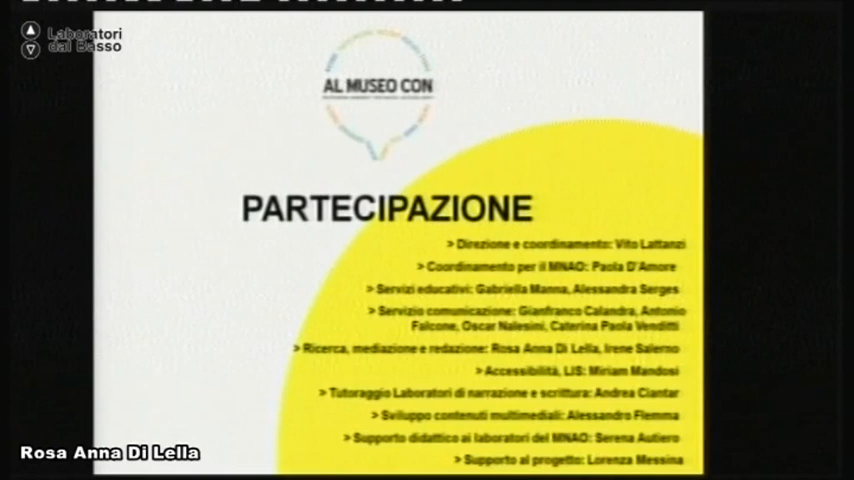 Laboratori
dal Basso
AL MUSEO CON
PARTECIPAZIONE
> Direzione e coordinamento: Vito Lattanzi
> Coordinamento per il MNAO: Paola D'Amore
> Servizi educativi: Gabriella Manna, Alessandra Serges
> Servizio comunicazione: Gianfranco Calandra, Antonio
Falcone, Oscar Nalesini, Caterina Paola Venditti
> Ricerca, mediazione e redazione: Rosa Anna Di Lella, Irene Salerno
> Accessibilità, LIS: Miriam Mandosi
> Tutoraggio Laboratori di narrazione e scrittura: Andrea Ciantar
> Sviluppo contenuti multimediali: Alessandro Flemma
> Supporto didattico ai laboratori del MNAO: Serena Autiero
> Supporto al progetto: Lorenza Messina
Rosa Anna Di Lella